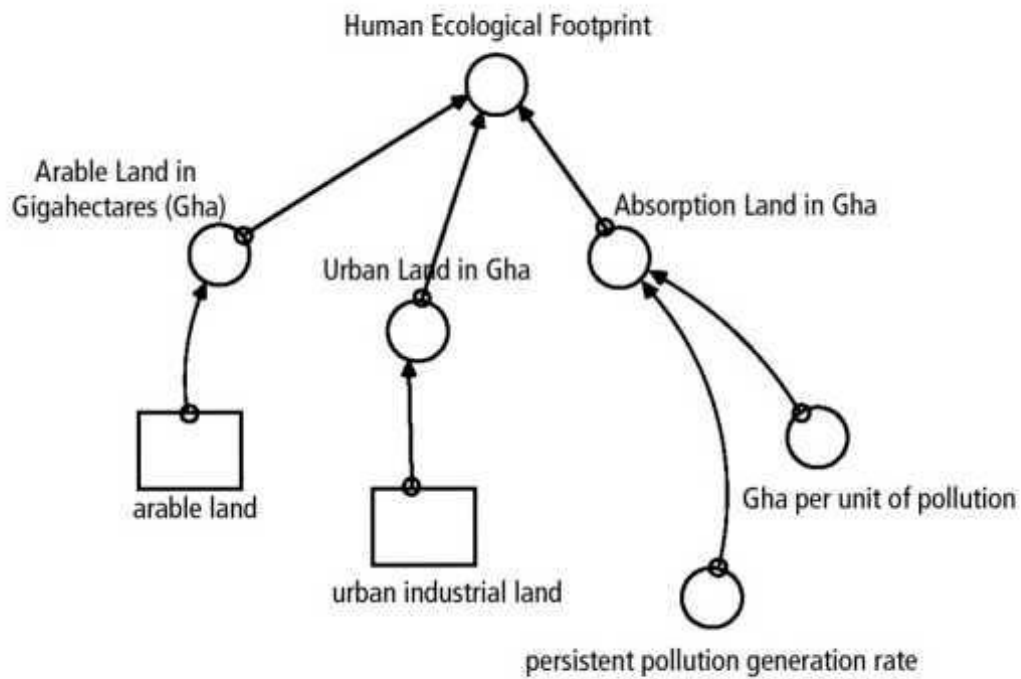 Human Ecological Footprint
Arable Land in
Gigahectares (Gha)
Absorption Land in Gha
Urban Land in Gha
arable land
Gha per unit of pollution
urban industrial land
persistent pollution generation rate